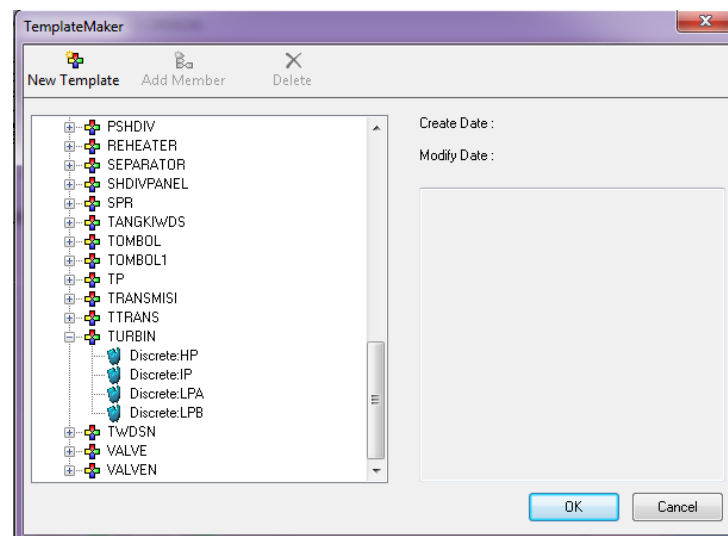 TemplateMaker
New Template Add Member Delete
PSHDIV
REHEATER
SEPARATOR
SHDIVPANEL
SPR
TANGKIWDS
TOMBOL
TOMBOL1
TP
TRANSMISI
TTRANS
TURBIN
Discrete:HP
Discrete:IP
Discrete:LPA
Discrete:LPB
TWDSN
VALVE
VALVEN
Create Date :
Modify Date :
OK Cancel